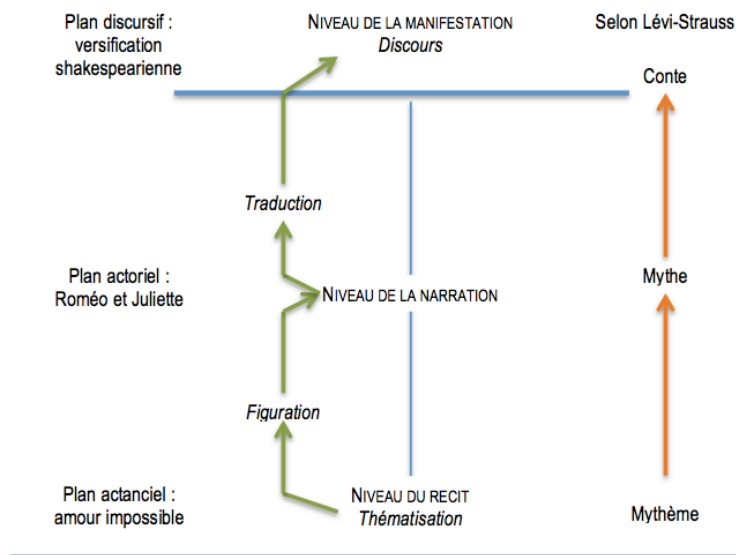 Plan discursif :
versification
shakespearienne
NIVEAU DE LA MANIFESTATION
Discours
Selon Lévi-Strauss
Conte
Traduction
Plan actoriel :
Roméo et Juliette
NIVEAU DE LA NARRATION
Mythe
Figuration
Plan actanciel :
amour impossible
NIVEAU DU RECIT
Thématisation
Mythème